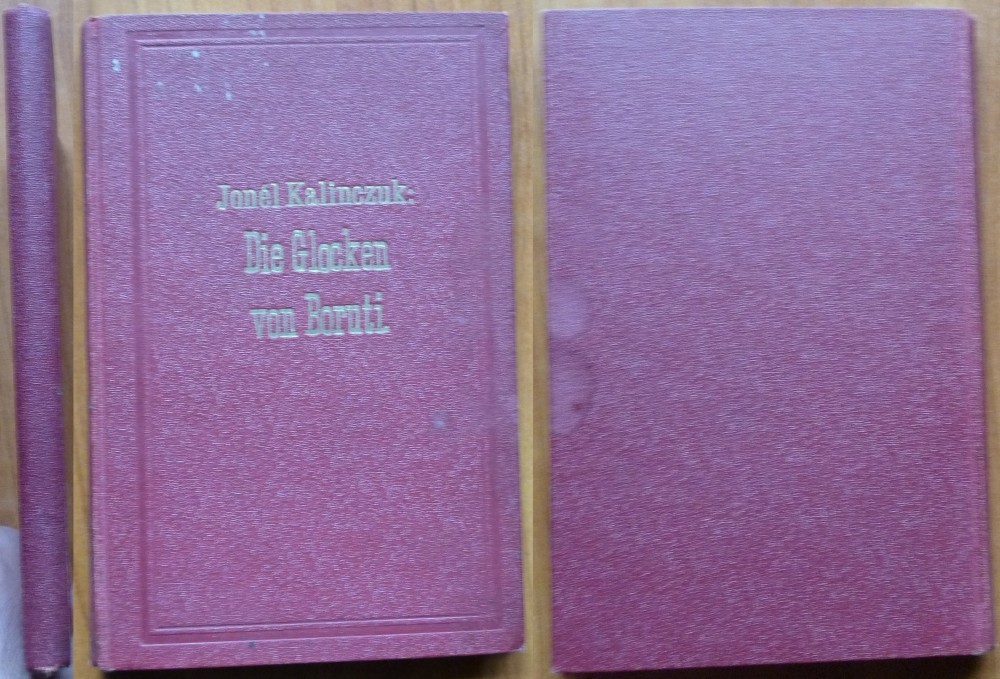 Jonél Kalinczuk:
Die Glocken
von Boruti.